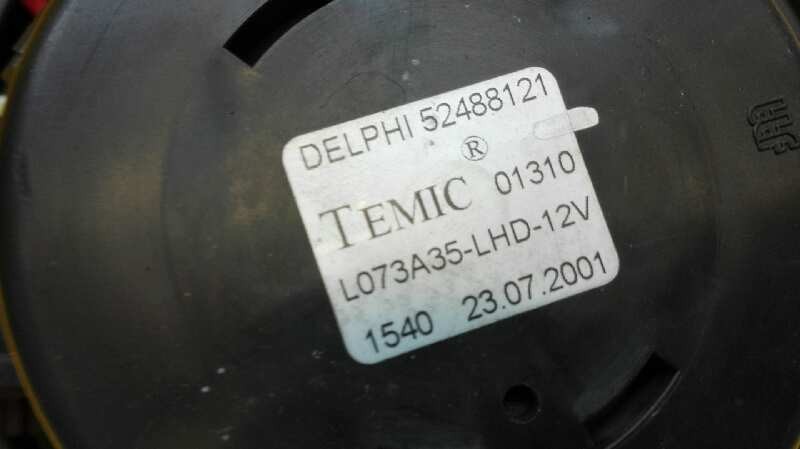 DELPHI 52488121
TEMIC ® 01310
L073A35-LHD-12V
1540 23.07.2001